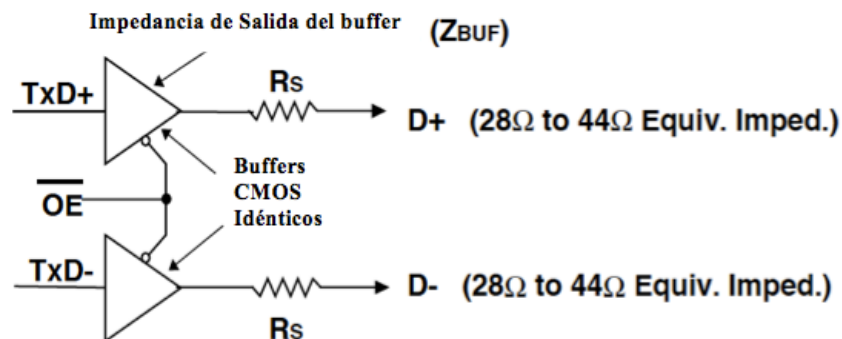 Impedancia de Salida del buffer (ZBUF)
TxD+
Rs
D+ (28Ω to 44Ω Equiv. Imped.)
Buffers
CMOS
Idénticos
OE
TxD-
Rs
D- (28Ω to 44Ω Equiv. Imped.)